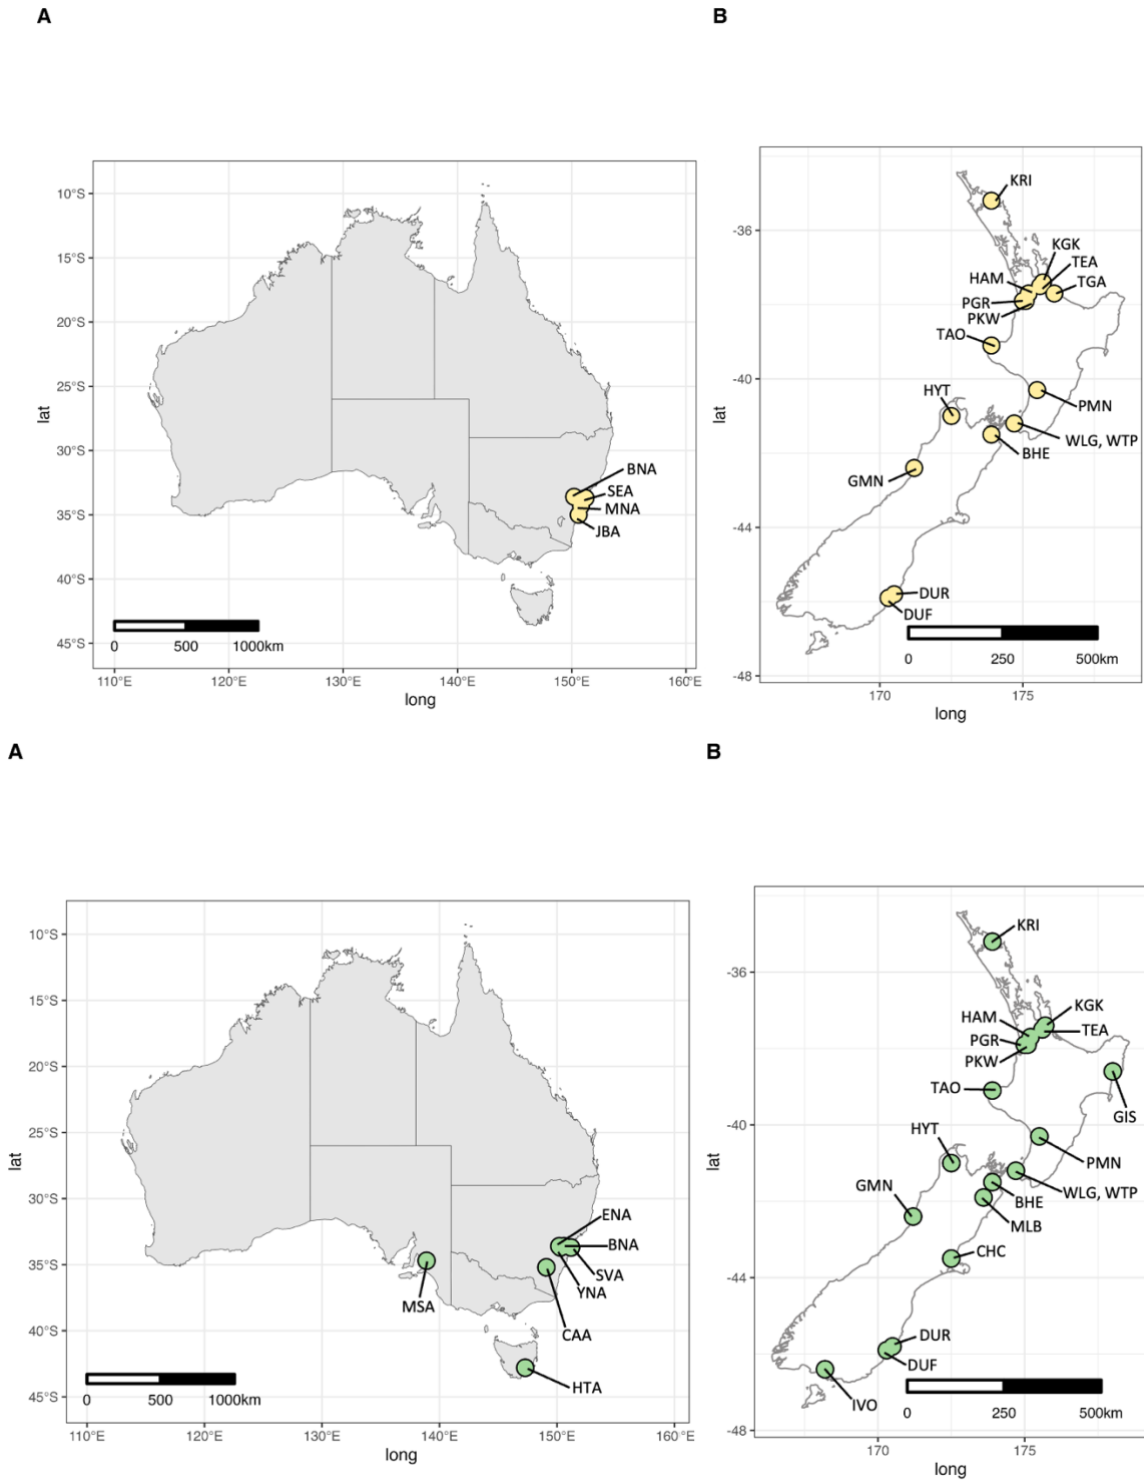 A
B
10°S
15°S
20°S
25°S
30°S
35°S
40°S
45°S
lat
BNA
SEA
MNA
JBA
0 500 1000km
110°E 120°E 130°E 140°E 150°E 160°E
long
-36
-40
-44
-48
lat
KRI
KGK
TEA
HAM
TGA
PGR
PKW
TAO
HYT
PMN
WLG, WTP
BHE
GMN
DUR
DUF
0 250 500km
170 175
long
A
B
10°S
15°S
20°S
25°S
30°S
35°S
40°S
45°S
lat
ENA
BNA
SVA
YNA
MSA
CAA
HTA
0 500 1000km
110°E 120°E 130°E 140°E 150°E 160°E
long
-36
-40
-44
-48
lat
KRI
KGK
HAM
TEA
PGR
PKW
TAO
GIS
HYT
PMN
GMN
WLG, WTP
BHE
MLB
CHC
DUR
DUF
IVO
0 250 500km
170 175
long